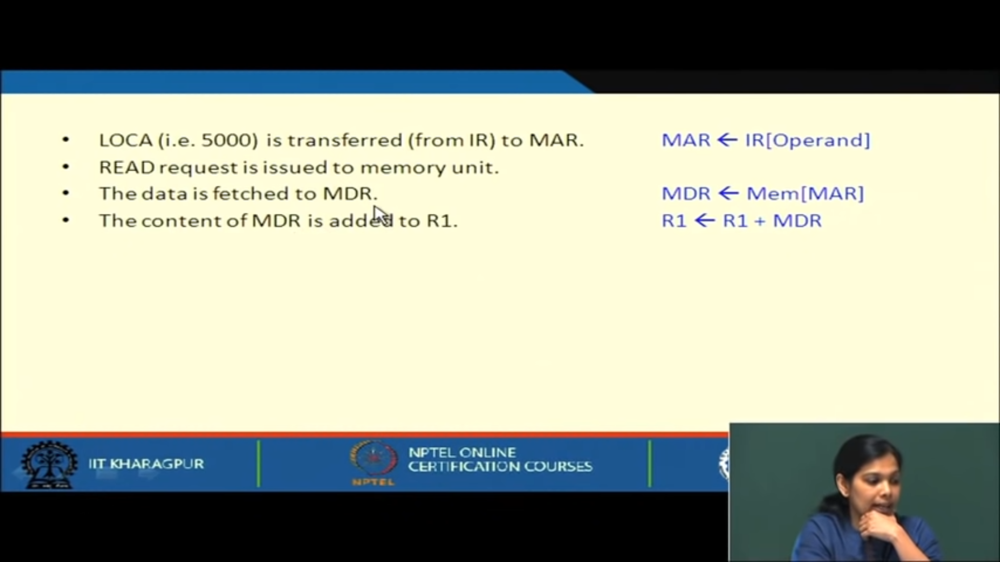 • LOCA (i.e. 5000) is transferred (from IR) to MAR. MAR ← IR[Operand]
• READ request is issued to memory unit.
• The data is fetched to MDR. MDR ← Mem[MAR]
• The content of MDR is added to R1. R1 ← R1 + MDR
IIT KHARAGPUR
NPTEL ONLINE
CERTIFICATION COURSES
NPTEL